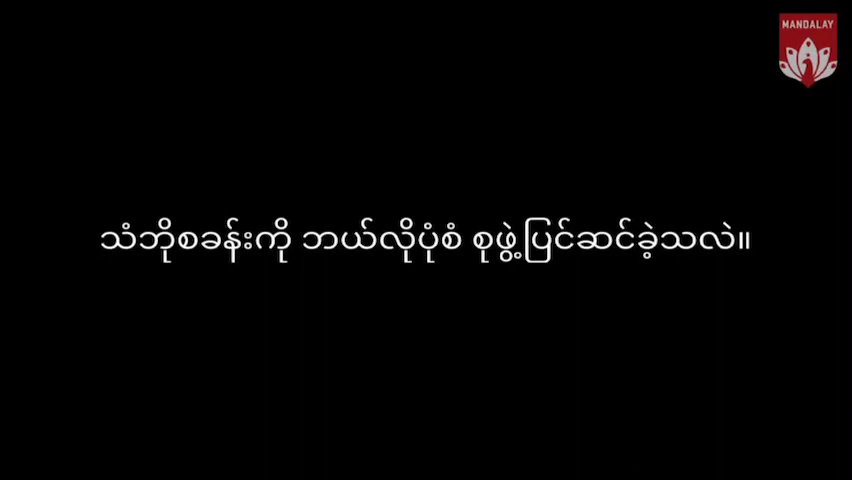 MANDALAY
သံဘိုစခန်းကို ဘယ်လိုပုံစံ စုဖွဲ့ပြင်ဆင်ခဲ့သလဲ။